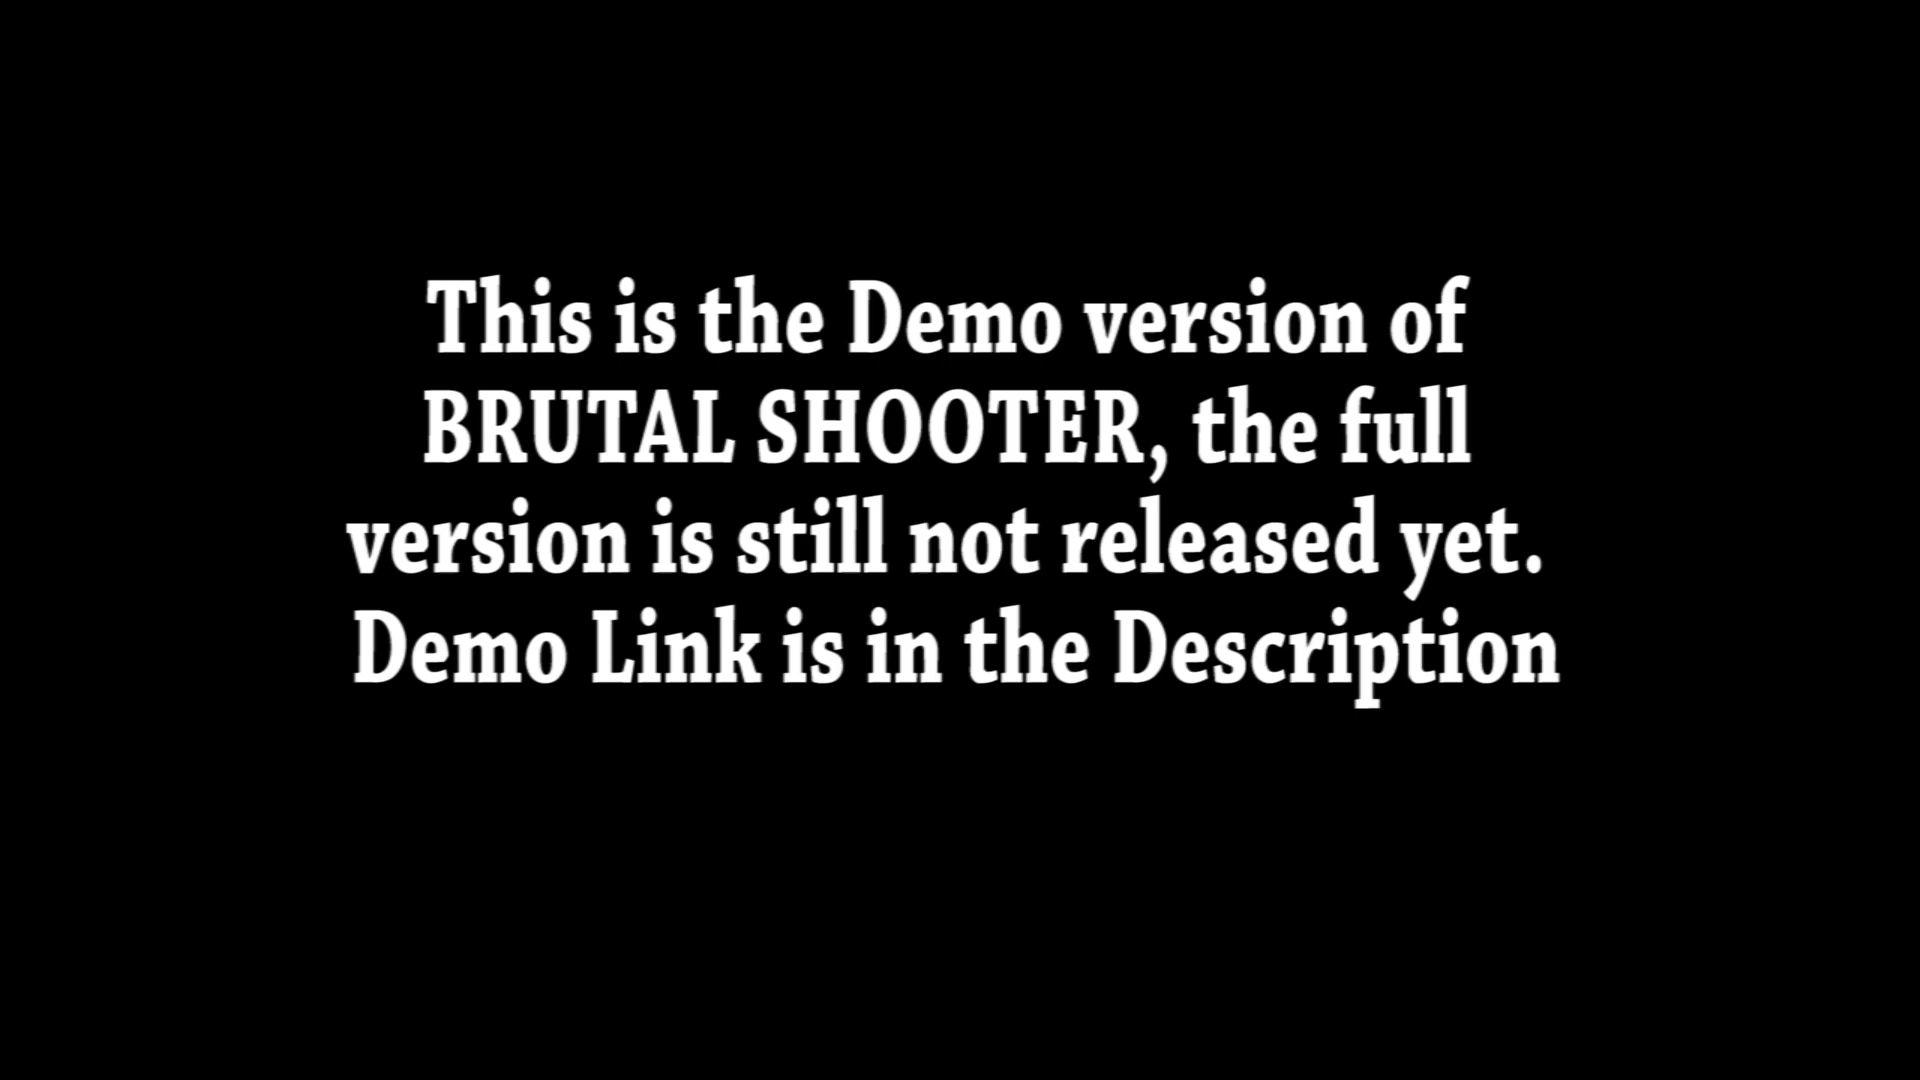 This is the Demo version of
BRUTAL SHOOTER, the full
version is still not released yet.
Demo Link is in the Description